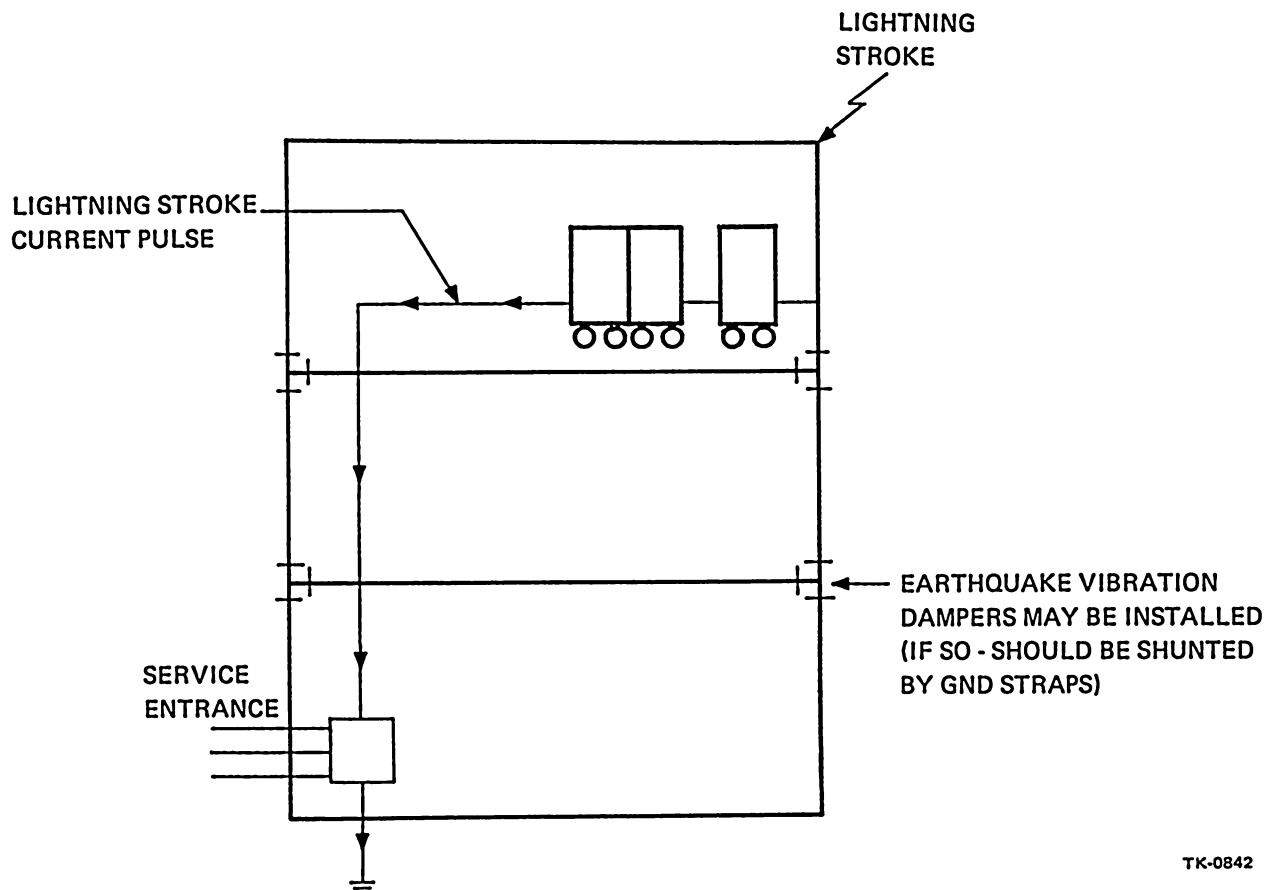 LIGHTNING
STROKE
LIGHTNING STROKE
CURRENT PULSE
EARTHQUAKE VIBRATION
DAMPERS MAY BE INSTALLED
(IF SO - SHOULD BE SHUNTED
BY GND STRAPS)
SERVICE
ENTRANCE
TK-0842